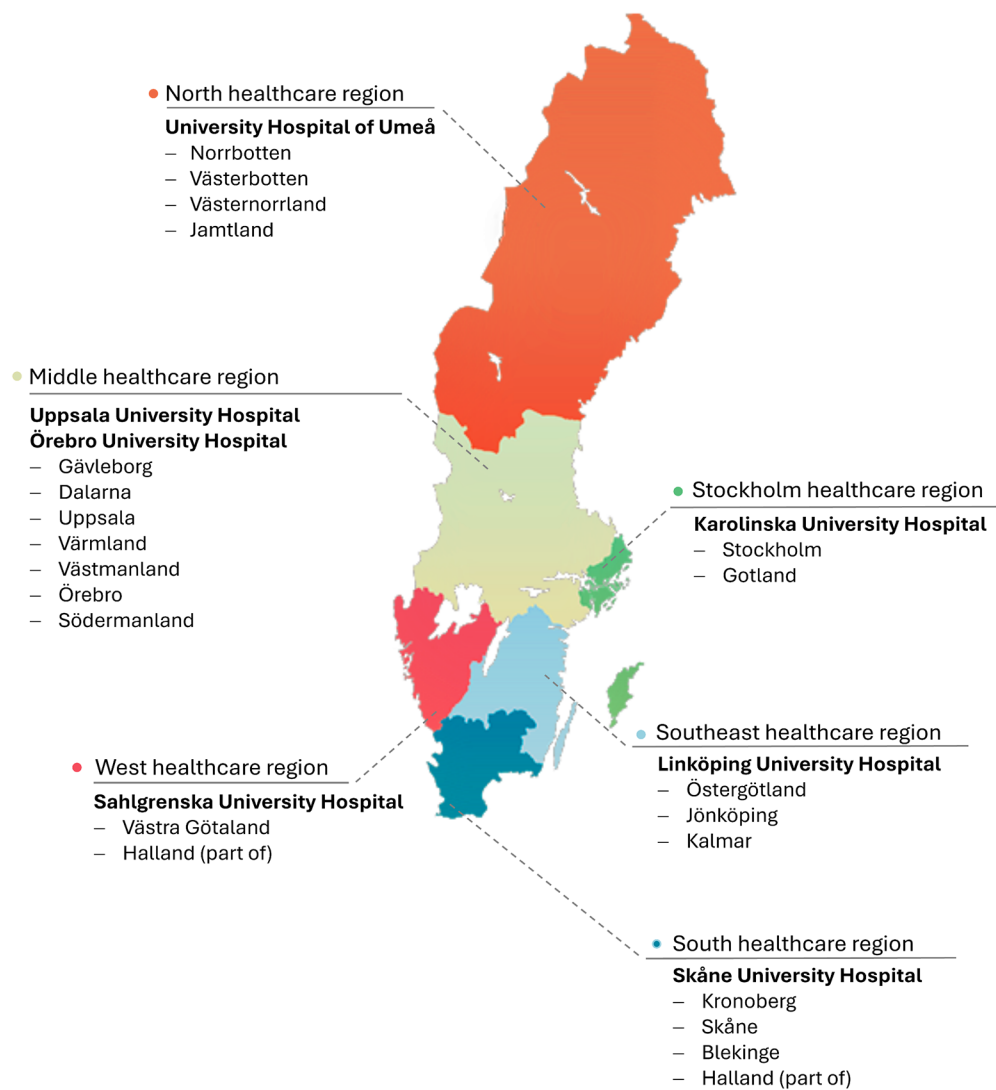 North healthcare region
University Hospital of Umeå
– Norrbotten
– Västerbotten
– Västernorrland
– Jamtland
Middle healthcare region
Uppsala University Hospital
Örebro University Hospital
– Gävleborg
– Dalarna
– Uppsala
– Värmland
– Västmanland
– Örebro
– Södermanland
Stockholm healthcare region
Karolinska University Hospital
– Stockholm
– Gotland
Southeast healthcare region
Linköping University Hospital
– Östergötland
– Jönköping
– Kalmar
West healthcare region
Sahlgrenska University Hospital
– Västra Götaland
– Halland (part of)
South healthcare region
Skåne University Hospital
– Kronoberg
– Skåne
– Blekinge
– Halland (part of)